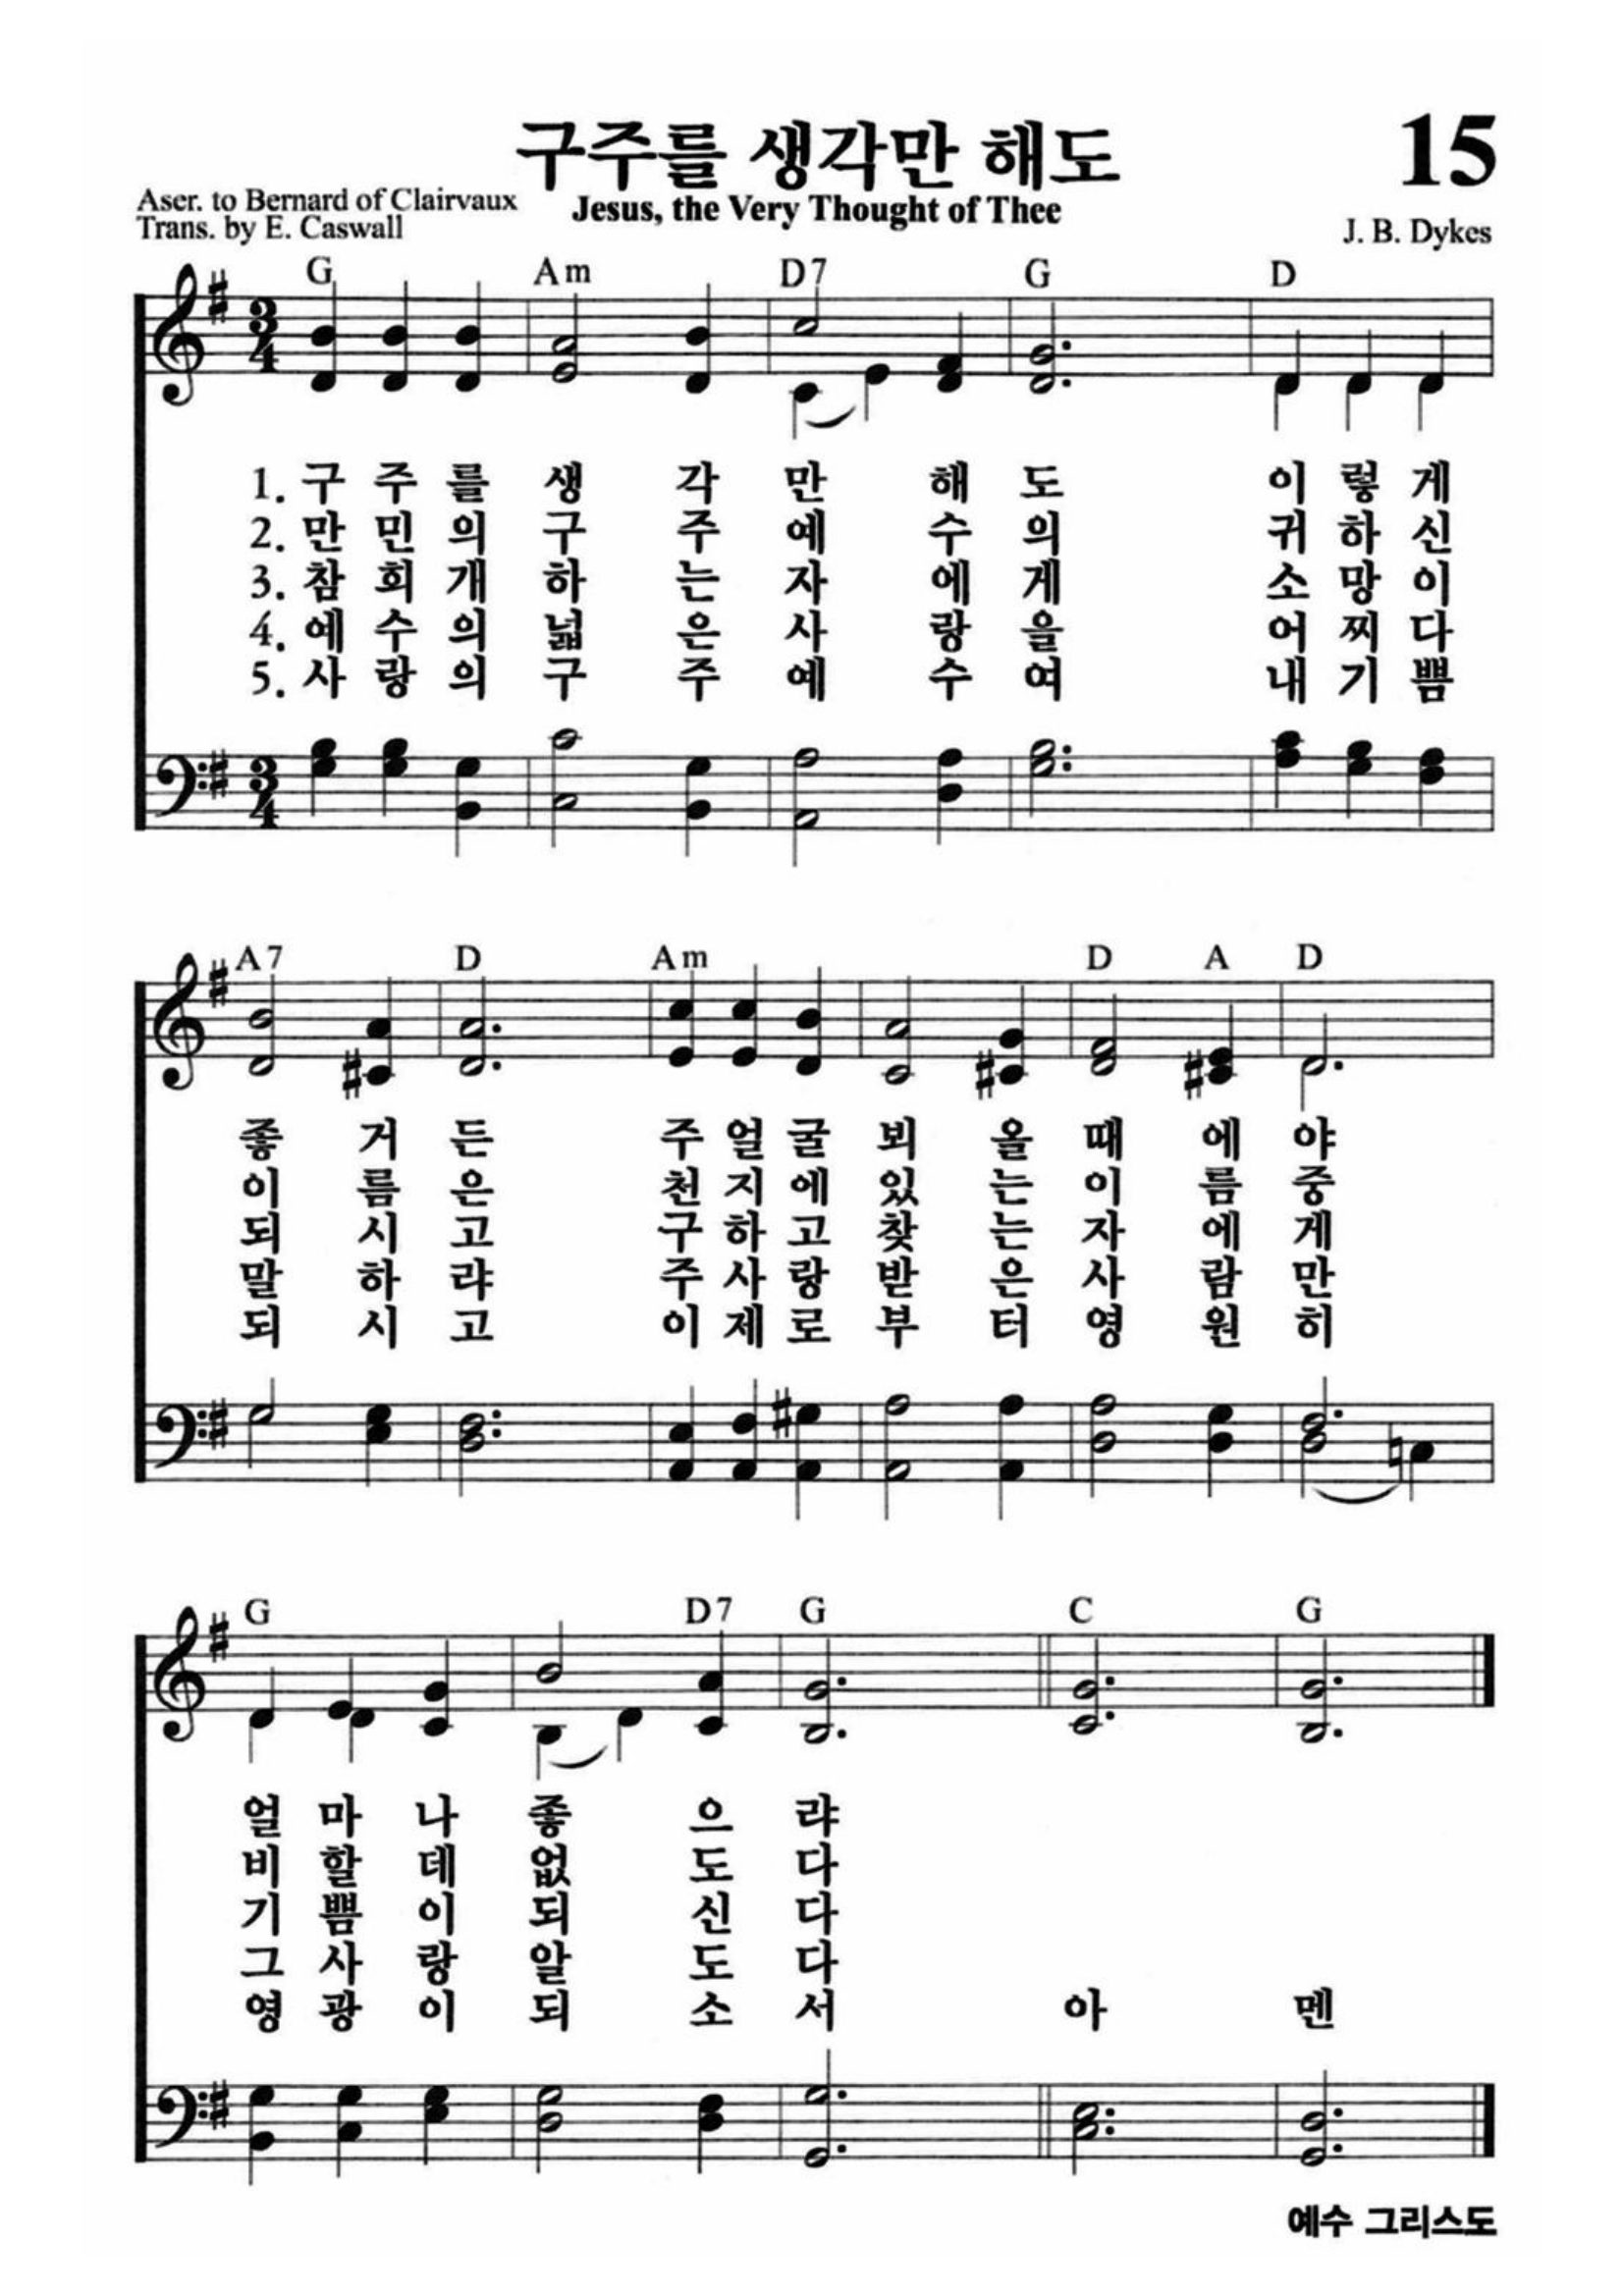 구주를 생각만 해도
15
Aser. to Bernard of Clairvaux
Trans. by E. Caswall
Jesus, the Very Thought of Thee
J. B. Dykes
G Am D7 G D
3 4
1. 구 주 를 생 각 만 해 도 이 렇 게
2. 만 민 의 구 주 예 수 의 귀 하 신
3. 참 회 개 하 는 자 에 게 소 망 이
4. 예 수 의 넓 은 사 랑 을 어 찌 다
5. 사 랑 의 구 주 예 수 여 내 기 쁨
3 4
A7 D Am D A D
좋 거 든 주 얼 굴 뵈 올 때 에 야
이 름 은 천 지 에 있 는 이 름 중
되 시 고 구 하 고 찾 는 자 에 게
말 하 랴 주 사 랑 받 은 사 람 만
되 시 고 이 제 로 부 터 영 원 히
G D7 G C G
얼 마 나 좋 으 랴
비 할 데 없 도 다
기 쁨 이 되 신 다
그 사 랑 알 도 다
영 광 이 되 소 서 아 멘
예수 그리스도